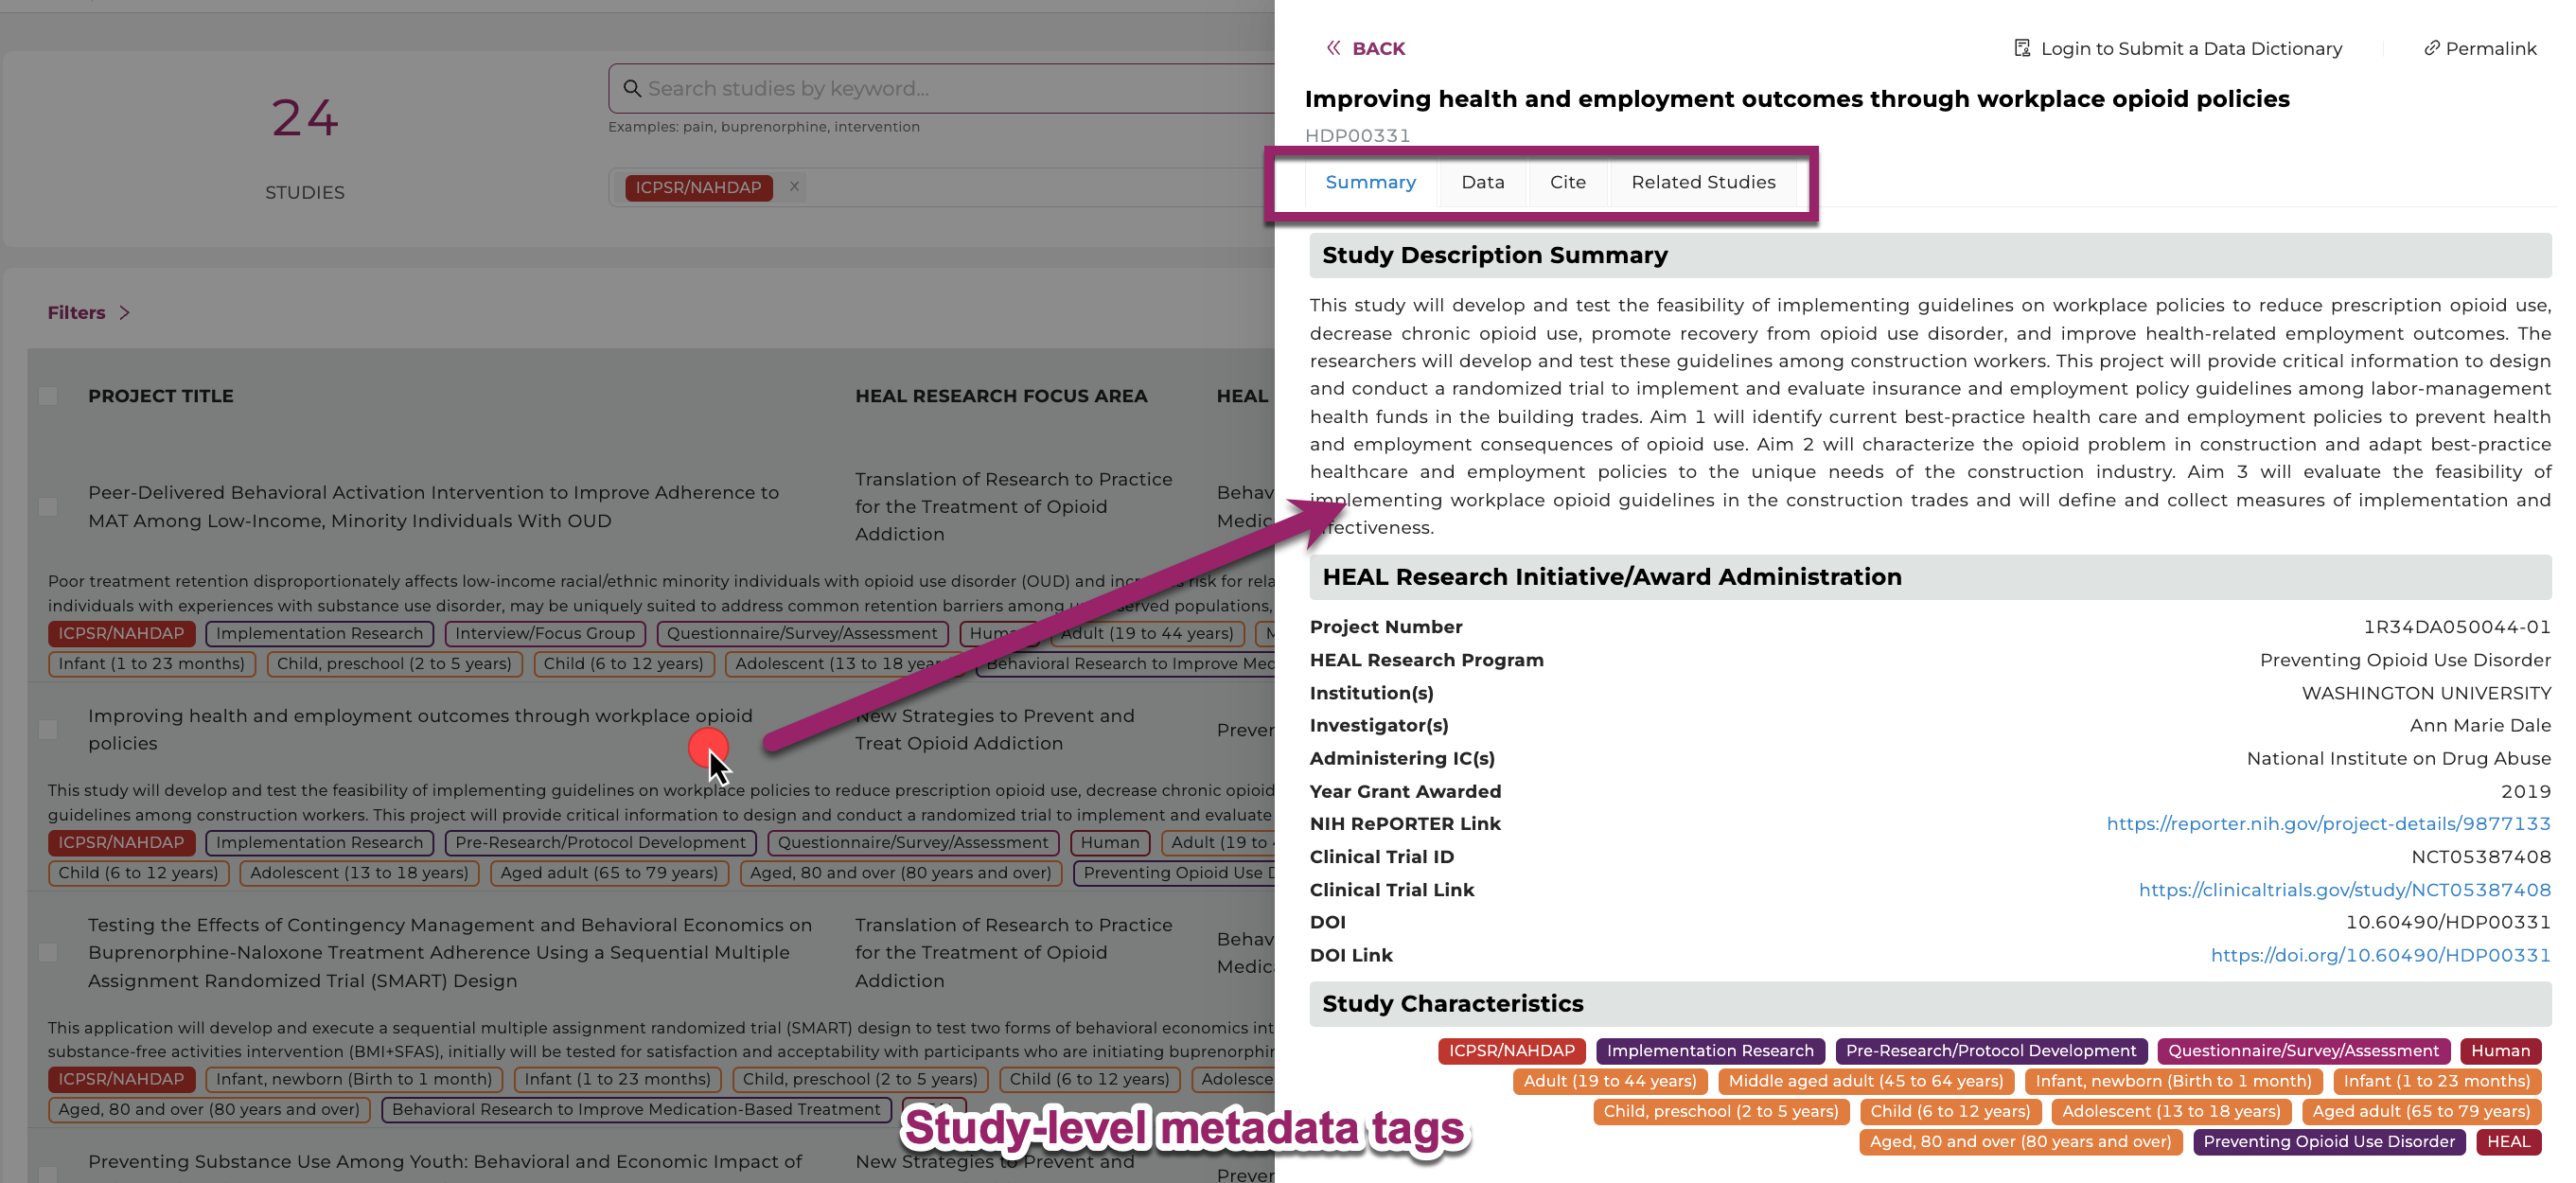 24
STUDIES
Search studies by keyword...
Examples: pain, buprenorphine, intervention
ICPSR/NAHDAP
Filters
PROJECT TITLE
HEAL RESEARCH FOCUS AREA
HEAL
Peer-Delivered Behavioral Activation Intervention to Improve Adherence to
MAT Among Low-Income, Minority Individuals With OUD
Translation of Research to Practice
for the Treatment of Opioid
Addiction
Behav
Medic
Poor treatment retention disproportionately affects low-income racial/ethnic minority individuals with opioid use disorder (OUD) and risk for rela
individuals with experiences with substance use disorder, may be uniquely suited to address common retention barriers among populations,
ICPSR/NAHDAP Implementation Research Interview/Focus Group Questionnaire/Survey/Assessment Adult (19 to 44 years) M
Infant (1 to 23 months) Child, preschool (2 to 5 years) Child (6 to 12 years) Adolescent (13 to 18 Behavioral Research to Improve Med
Improving health and employment outcomes through workplace opioid
policies
New Strategies to Prevent and
Treat Opioid Addiction
Preven
This study will develop and test the feasibility of implementing guidelines on workplace policies to reduce prescription opioid use, decrease chronic opioid
guidelines among construction workers. This project will provide critical information to design and conduct a randomized trial to implement and evaluate
ICPSR/NAHDAP Implementation Research Pre-Research/Protocol Development Questionnaire/Survey/Assessment Human Adult (19 to
Child (6 to 12 years) Adolescent (13 to 18 years) Aged adult (65 to 79 years) Aged, 80 and over (80 years and over) Preventing Opioid Use D
Testing the Effects of Contingency Management and Behavioral Economics on
Buprenorphine-Naloxone Treatment Adherence Using a Sequential Multiple
Assignment Randomized Trial (SMART) Design
Translation of Research to Practice
for the Treatment of Opioid
Addiction
Behav
Medic
This application will develop and execute a sequential multiple assignment randomized trial (SMART) design to test two forms of behavioral economics int
substance-free activities intervention (BMI+SFAS), initially will be tested for satisfaction and acceptability with participants who are initiating buprenorphin
ICPSR/NAHDAP Infant, newborn (Birth to 1 month) Infant (1 to 23 months) Child, preschool (2 to 5 years) Child (6 to 12 years) Adolesce
Aged, 80 and over (80 years and over) Behavioral Research to Improve Medication-Based Treatment
Study-level metadata tags
Preventing Substance Use Among Youth: Behavioral and Economic Impact of
New Strategies to Prevent and
Preven
BACK
Login to Submit a Data Dictionary
Permalink
Improving health and employment outcomes through workplace opioid policies
HDP00331
Summary Data Cite Related Studies
Study Description Summary
This study will develop and test the feasibility of implementing guidelines on workplace policies to reduce prescription opioid use,
decrease chronic opioid use, promote recovery from opioid use disorder, and improve health-related employment outcomes. The
researchers will develop and test these guidelines among construction workers. This project will provide critical information to design
and conduct a randomized trial to implement and evaluate insurance and employment policy guidelines among labor-management
health funds in the building trades. Aim 1 will identify current best-practice health care and employment policies to prevent health
and employment consequences of opioid use. Aim 2 will characterize the opioid problem in construction and adapt best-practice
healthcare and employment policies to the unique needs of the construction industry. Aim 3 will evaluate the feasibility of
implementing workplace opioid guidelines in the construction trades and will define and collect measures of implementation and
effectiveness.
HEAL Research Initiative/Award Administration
Project Number 1R34DA050044-01
HEAL Research Program Preventing Opioid Use Disorder
Institution(s) WASHINGTON UNIVERSITY
Investigator(s) Ann Marie Dale
Administering IC(s) National Institute on Drug Abuse
Year Grant Awarded 2019
NIH RePORTER Link https://reporter.nih.gov/project-details/9877133
Clinical Trial ID NCT05387408
Clinical Trial Link https://clinicaltrials.gov/study/NCT05387408
DOI 10.60490/HDP00331
DOI Link https://doi.org/10.60490/HDP00331
Study Characteristics
ICPSR/NAHDAP Implementation Research Pre-Research/Protocol Development Questionnaire/Survey/Assessment Human
Adult (19 to 44 years) Middle aged adult (45 to 64 years) Infant, newborn (Birth to 1 month) Infant (1 to 23 months)
Child, preschool (2 to 5 years) Child (6 to 12 years) Adolescent (13 to 18 years) Aged adult (65 to 79 years)
Aged, 80 and over (80 years and over) Preventing Opioid Use Disorder HEAL